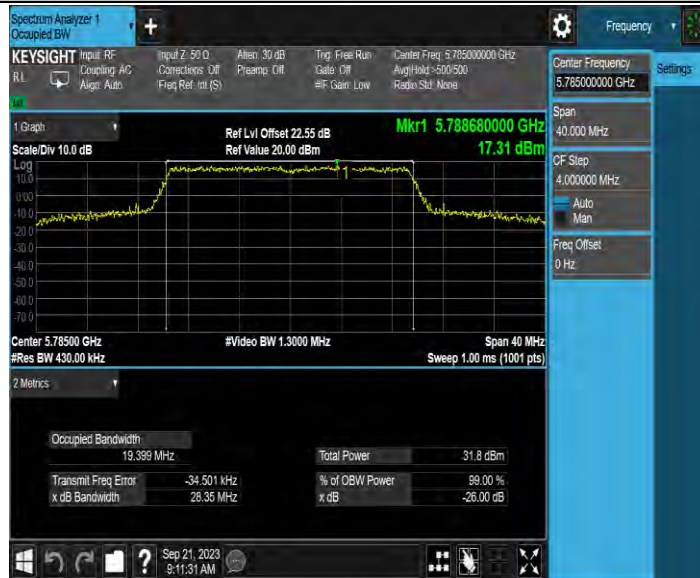 Spectrum Analyzer 1
Occupied BW
+
Frequency
KEYSIGHT
RL
Input: RF
Coupling: AC
Align: Auto
Input Z: 50 Ω
Corrections: Off
Freq Ref: Int (S)
Atten: 30 dB
Preamp: Off
Trig: Free Run
Gate: Off
#IF Gain: Low
Center Freq: 5.785000000 GHz
Avg|Hold:>500/500
Radio Std: None
1 Graph
Scale/Div 10.0 dB
Ref Lvl Offset 22.55 dB
Ref Value 20.00 dBm
Mkr1 5.788680000 GHz
17.31 dBm
Log
10.0
0.00
-10.0
-20.0
-30.0
-40.0
-50.0
-60.0
-70.0
1
Center 5.78500 GHz
#Res BW 430.00 kHz
#Video BW 1.3000 MHz
Span 40 MHz
Sweep 1.00 ms (1001 pts)
2 Metrics
Occupied Bandwidth
19.399 MHz
Total Power 31.8 dBm
Transmit Freq Error -34.501 kHz
% of OBW Power 99.00 %
x dB Bandwidth 28.35 MHz
x dB -26.00 dB
Center Frequency
5.785000000 GHz
Settings
Span
40.000 MHz
CF Step
4.000000 MHz
Auto
Man
Freq Offset
0 Hz
?
Sep 21, 2023
9:11:31 AM